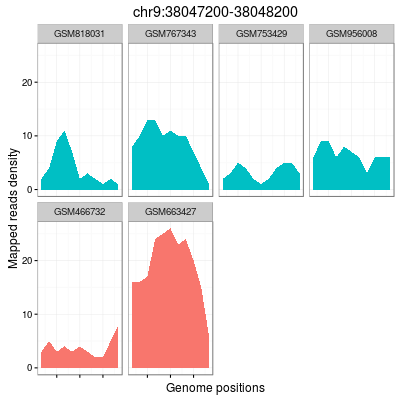 chr9:38047200-38048200
GSM818031 GSM767343 GSM753429 GSM956008
20
10
0
Mapped reads density
GSM466732 GSM663427
20
10
0
Genome positions